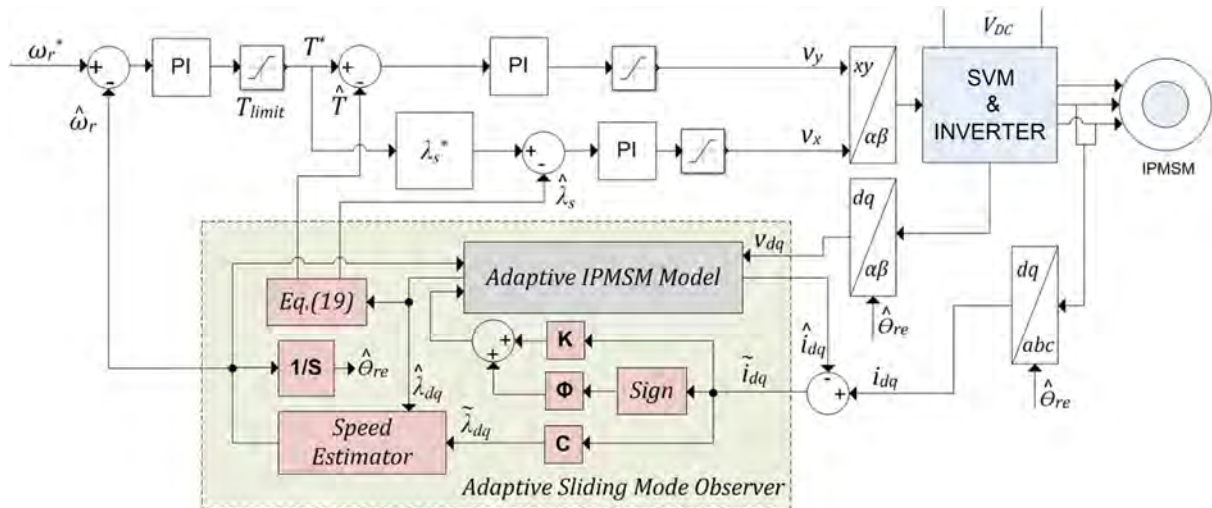 ωr* + - PI Tlimit T* + - T̂ PI vy xy αβ VDC
SVM
&
INVERTER
IPMSM
ω̂r
λs* + - PI vx
λ̂s
dq αβ
θ̂re
dq abc
θ̂re
vdq
Adaptive IPMSM Model
Eq.(19)
+ + K
îdq
ĩdq - + idq
1/S θ̂re
Φ Sign
λ̂dq
Speed
Estimator
λ̃dq C
Adaptive Sliding Mode Observer